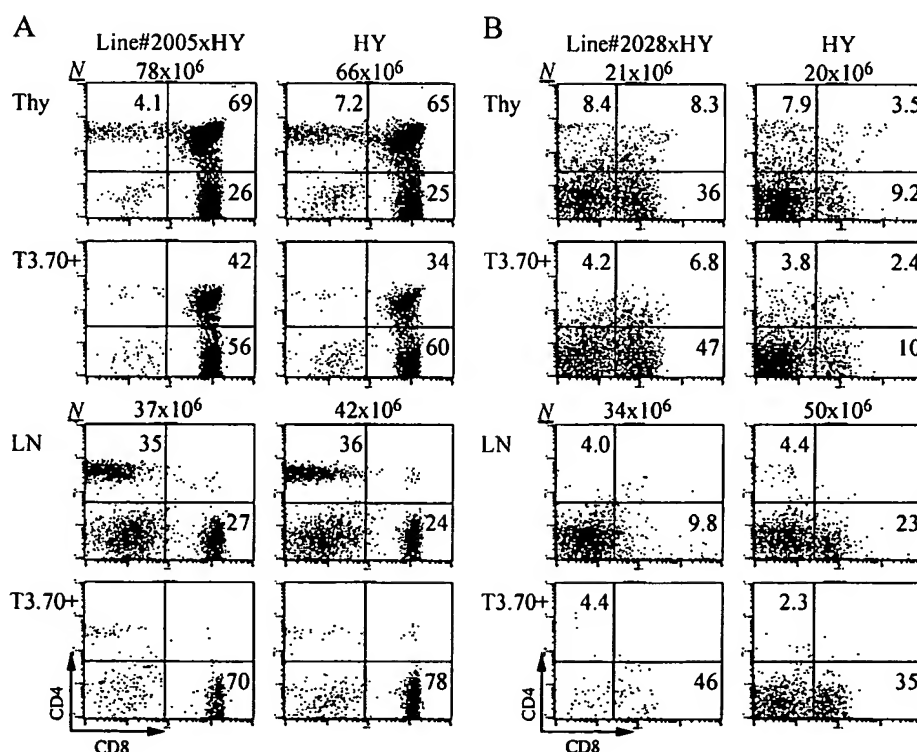 A
B
Line#2005xHY HY Line#2028xHY HY
N 78x10⁶ 66x10⁶ N 21x10⁶ 20x10⁶
Thy 4.1 69 7.2 65 Thy 8.4 8.3 7.9 3.5
26 25 36 9.2
T3.70+ 42 34 T3.70+ 4.2 6.8 3.8 2.4
56 60 47 10
N 37x10⁶ 42x10⁶ N 34x10⁶ 50x10⁶
LN 35 36 LN 4.0 4.4
27 24 9.8 23
T3.70+ T3.70+ 4.4 2.3
70 78 46 35
CD4 CD4
CD8 CD8